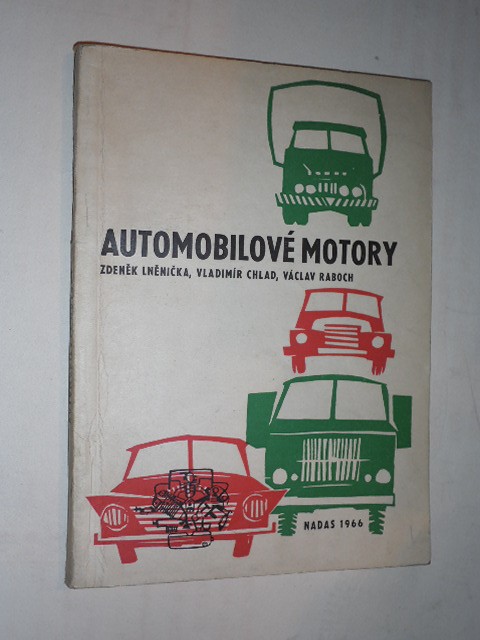 AUTOMOBILOVÉ MOTORY
ZDENĚK LNĚNIČKA, VLADIMÍR CHLAD, VÁCLAV RABOCH
NADAS 1966